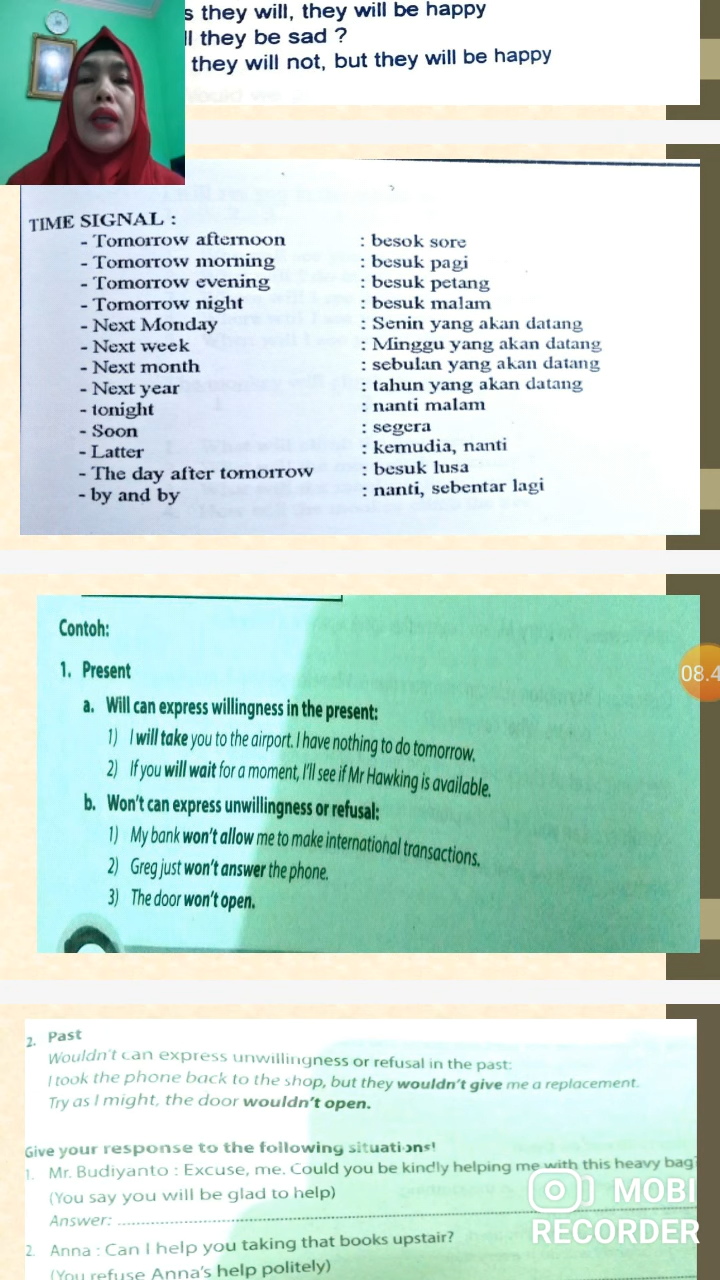 s they will, they will be happy
ll they be sad ?
they will not, but they will be happy
TIME SIGNAL :
- Tomorrow afternoon : besok sore
- Tomorrow morning : besuk pagi
- Tomorrow evening : besuk petang
- Tomorrow night : besuk malam
- Next Monday : Senin yang akan datang
- Next week : Minggu yang akan datang
- Next month : sebulan yang akan datang
- Next year : tahun yang akan datang
- tonight : nanti malam
- Soon : segera
- Latter : kemudia, nanti
- The day after tomorrow : besuk lusa
- by and by : nanti, sebentar lagi
Contoh:
1. Present
a. Will can express willingness in the present:
1) I will take you to the airport. I have nothing to do tomorrow.
2) If you will wait for a moment, I'll see if Mr Hawking is available.
b. Won't can express unwillingness or refusal:
1) My bank won't allow me to make international transactions.
2) Greg just won't answer the phone.
3) The door won't open.
08.4
2. Past
Wouldn't can express unwillingness or refusal in the past:
I took the phone back to the shop, but they wouldn't give me a replacement.
Try as I might, the door wouldn't open.
Give your response to the following situations!
1. Mr. Budiyanto : Excuse, me. Could you be kindly helping me with this heavy bag?
(You say you will be glad to help)
Answer: ........................................
2. Anna : Can I help you taking that books upstair?
(You refuse Anna's help politely)
MOBI
RECORDER